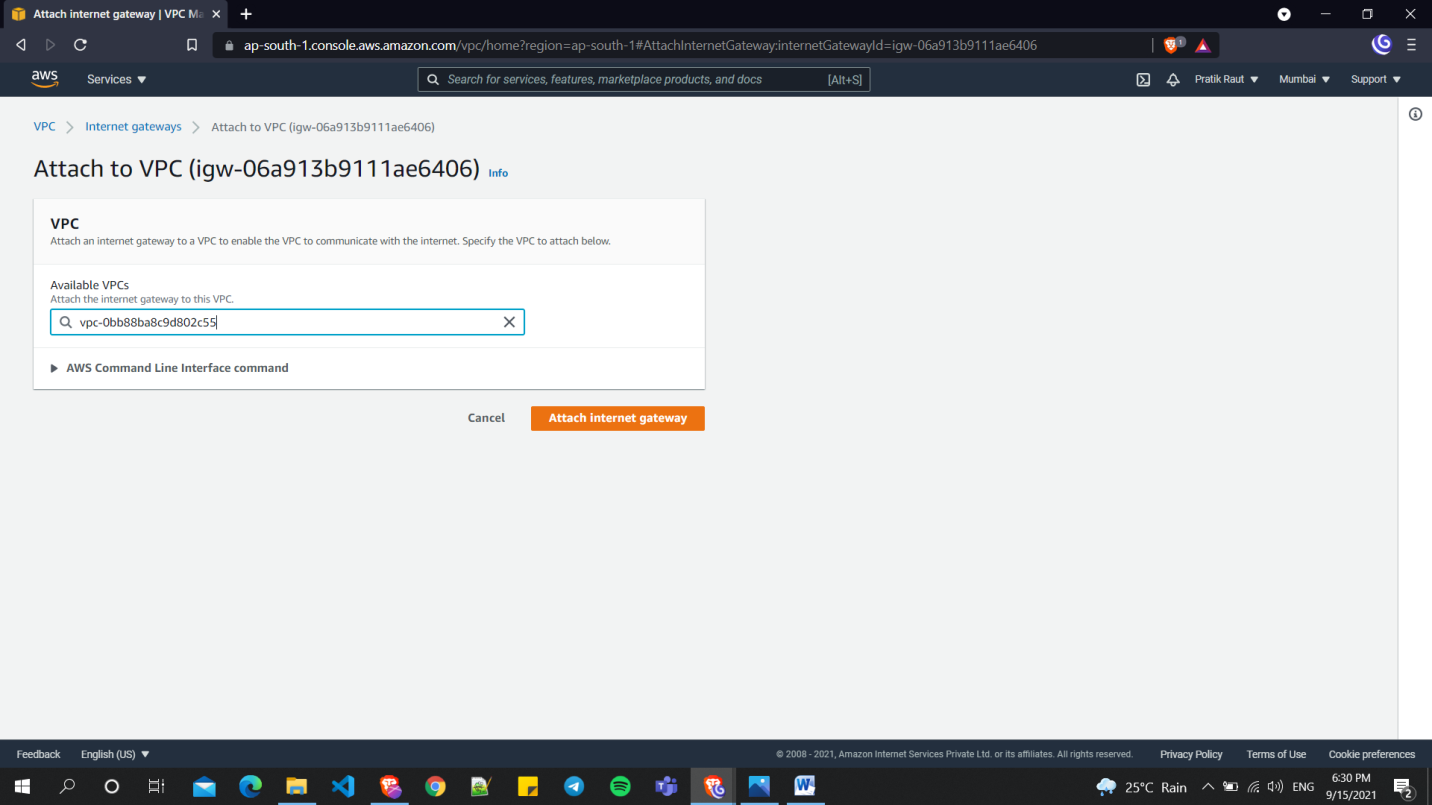 Attach internet gateway | VPC Ma
ap-south-1.console.aws.amazon.com/vpc/home?region=ap-south-1#AttachInternetGateway:internetGatewayId=igw-06a913b9111ae6406
1
aws
Services
Search for services, features, marketplace products, and docs
[Alt+S]
Pratik Raut
Mumbai
Support
VPC
Internet gateways
Attach to VPC (igw-06a913b9111ae6406)
Attach to VPC (igw-06a913b9111ae6406) Info
VPC
Attach an internet gateway to a VPC to enable the VPC to communicate with the internet. Specify the VPC to attach below.
Available VPCs
Attach the internet gateway to this VPC.
vpc-0bb88ba8c9d802c55
AWS Command Line Interface command
Cancel
Attach internet gateway
Feedback
English (US)
© 2008 - 2021, Amazon Internet Services Private Ltd. or its affiliates. All rights reserved.
Privacy Policy
Terms of Use
Cookie preferences
25°C Rain
ENG
6:30 PM
9/15/2021
2